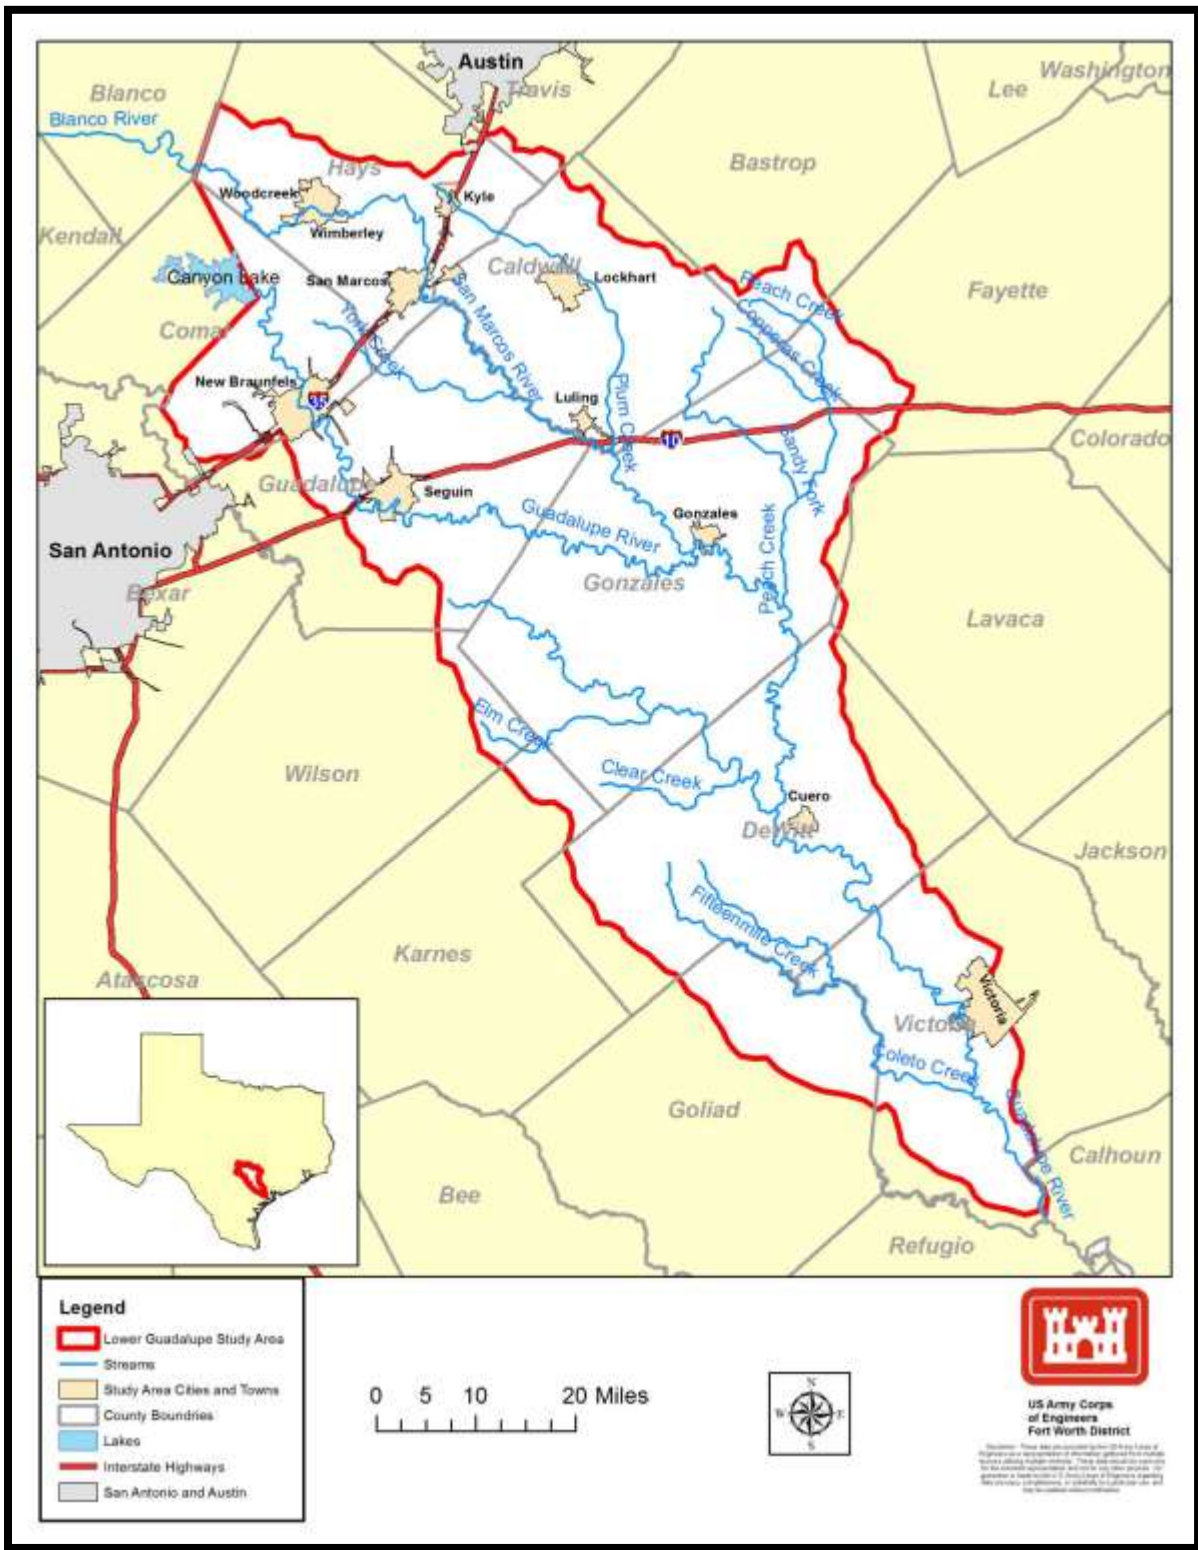 Austin
Travis
Washington
Lee
Blanco
Blanco River
Bastrop
Hays
Woodcreek
Kyle
Wimberley
Kendall
Canyon Lake
San Marcos
Caldwell
Lockhart
Peach Creek
Fayette
Comal
York Creek
San Marcos River
Copperas Creek
New Braunfels
35
Luling
Plum Creek
10
Colorado
Sandy Fork
Guadalupe
Seguin
Guadalupe River
Gonzales
San Antonio
Peach Creek
Gonzales
Bexar
Lavaca
Elm Creek
Wilson
Clear Creek
Cuero
DeWitt
Jackson
Fifteenmile Creek
Karnes
Atascosa
Victoria
Victoria
Coleto Creek
Goliad
Guadalupe River
Calhoun
Bee
Refugio
Legend
Lower Guadalupe Study Area
Streams
Study Area Cities and Towns
County Boundries
Lakes
Interstate Highways
San Antonio and Austin
0 5 10 20 Miles
N
W E
S
US Army Corps
of Engineers
Fort Worth District